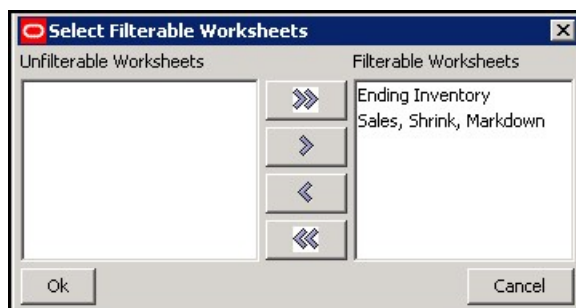 Select Filterable Worksheets
Unfilterable Worksheets
Filterable Worksheets
Ending Inventory
Sales, Shrink, Markdown
Ok
Cancel